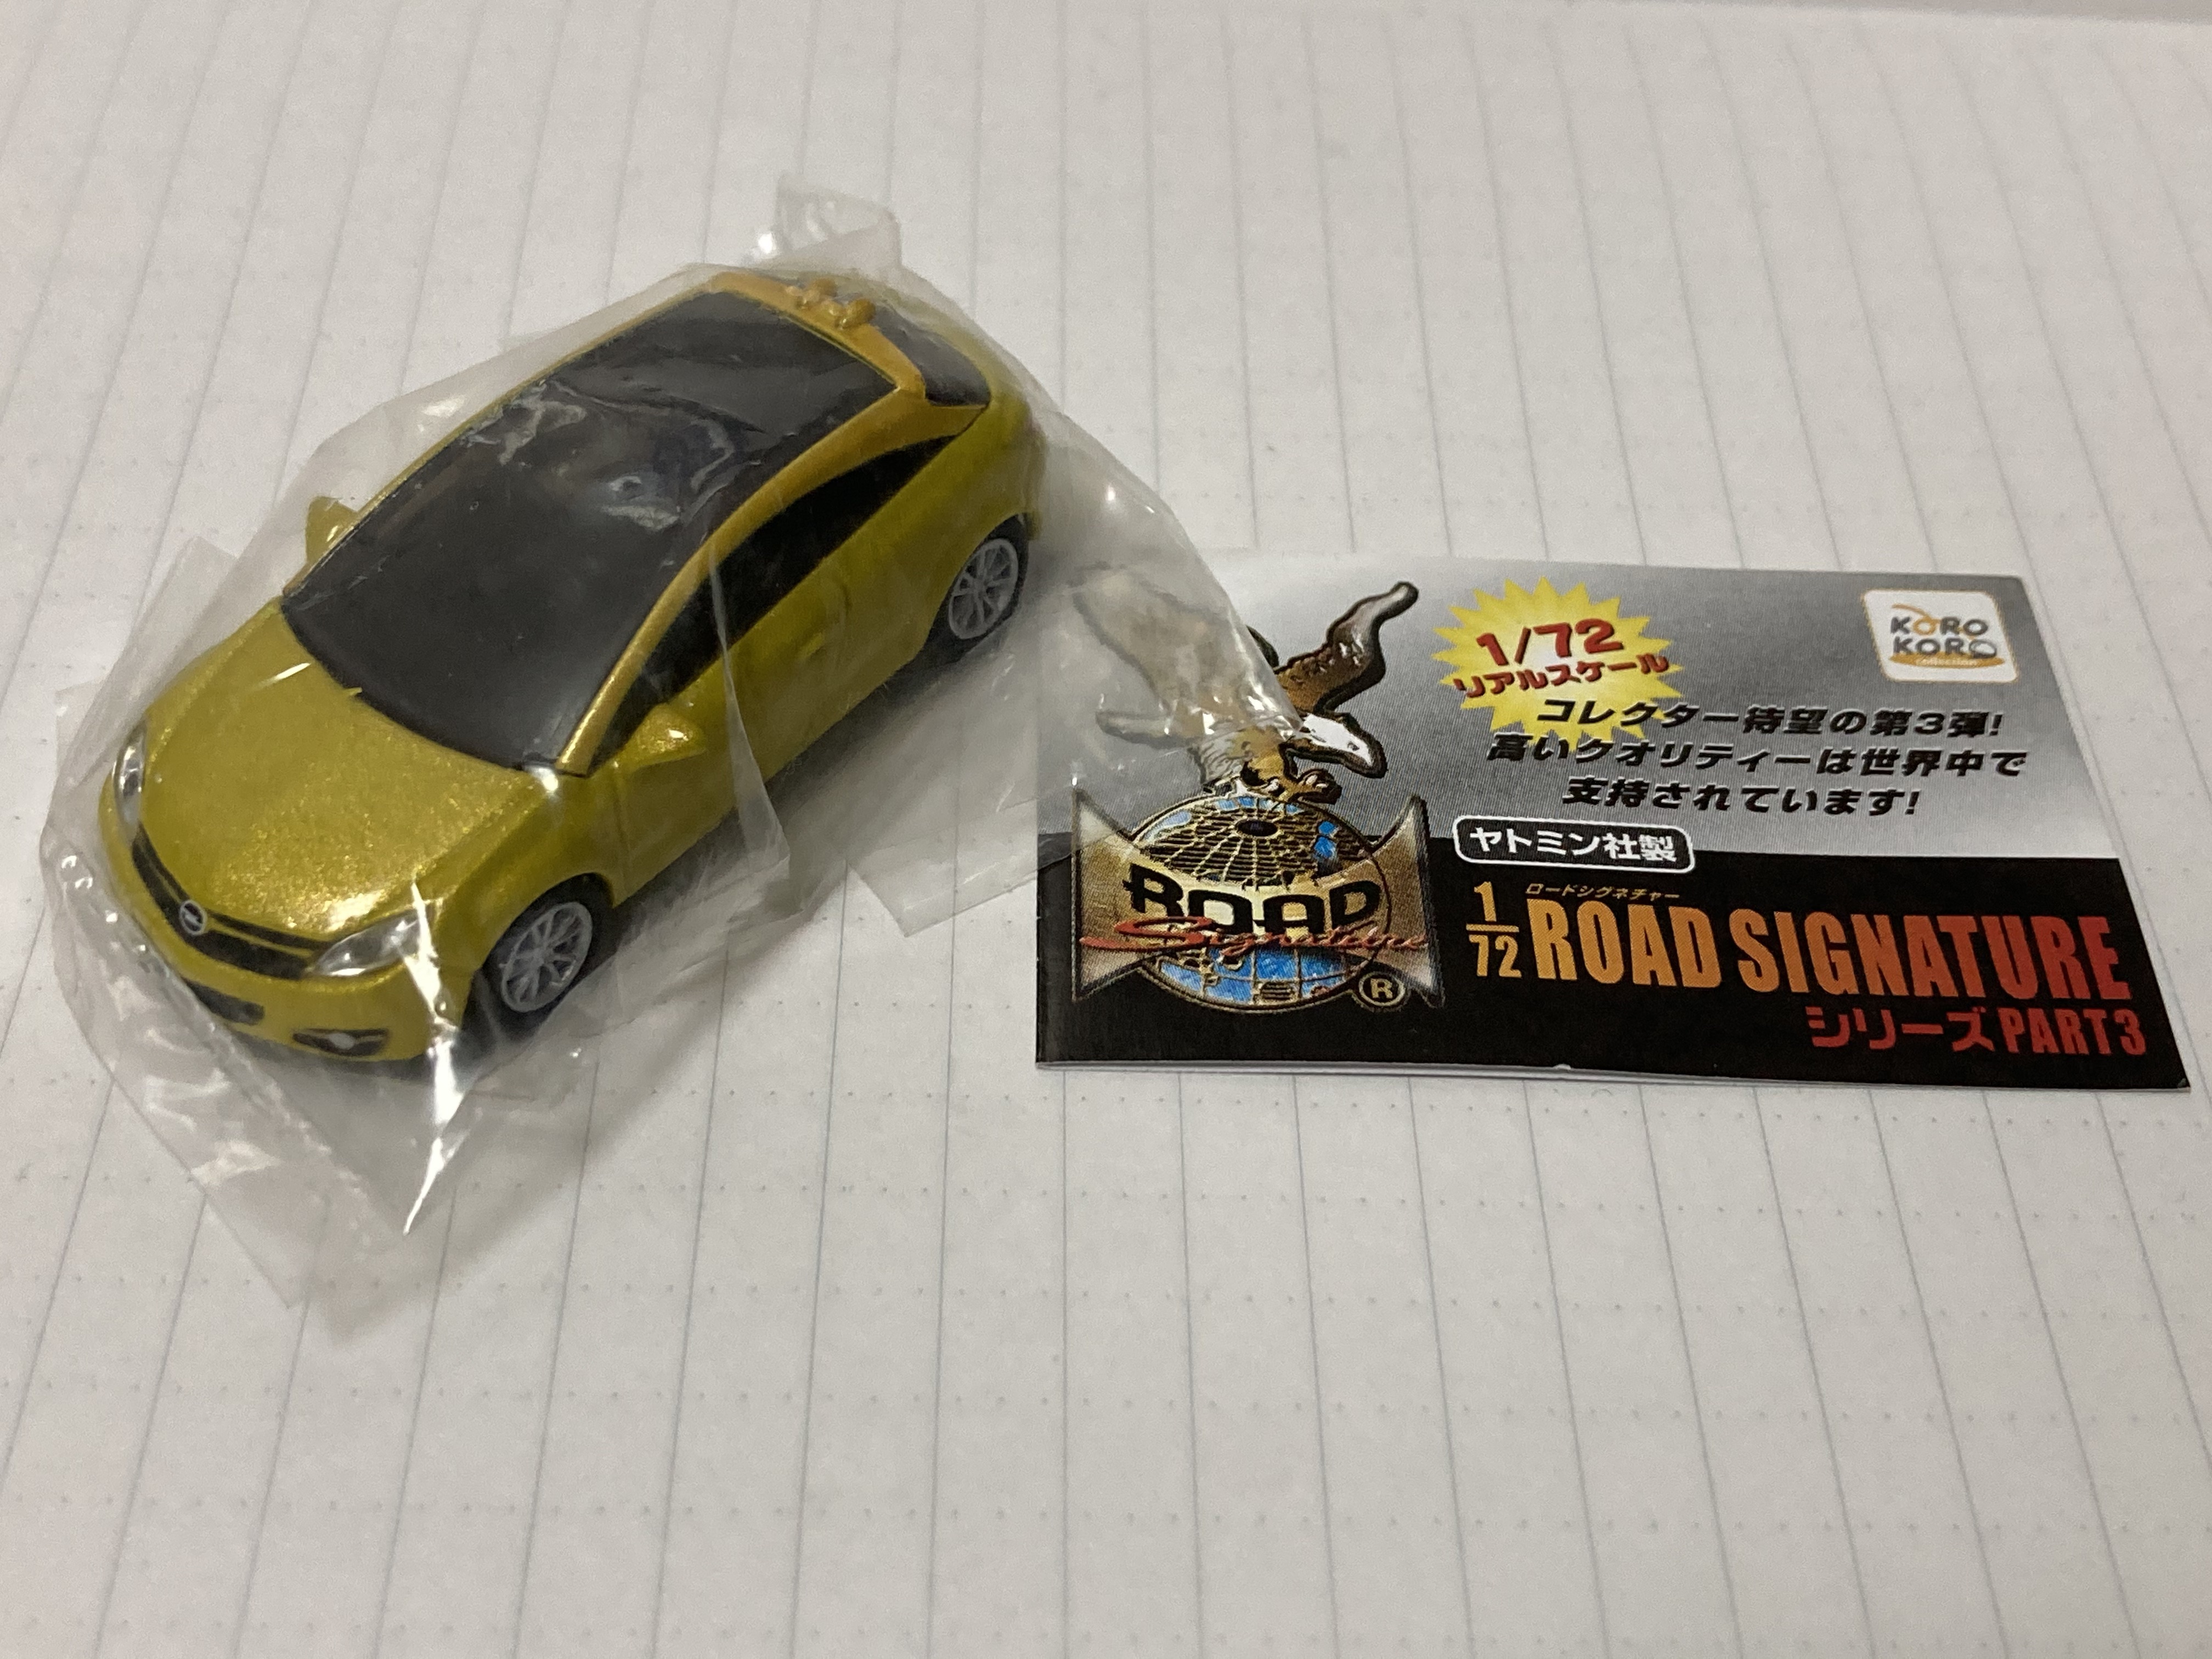 1/72
リアルスケール
KORO
KORO
collection
コレクター待望の第3弾!
高いクオリティーは世界中で
支持されています!
ヤトミン社製
ROAD
Signature
®
ロードシグネチャー
1/72 ROAD SIGNATURE
シリーズ PART3